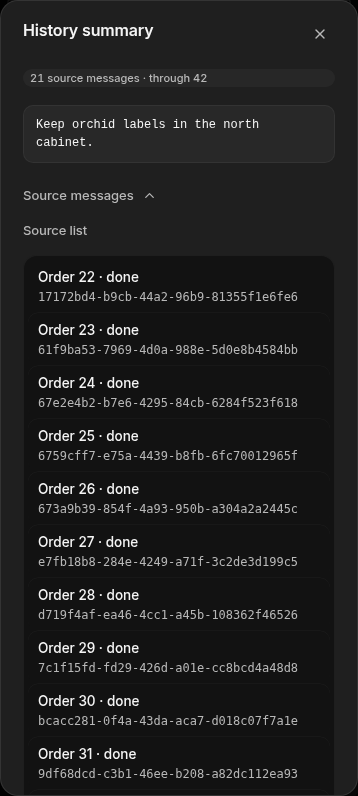 History summary
21 source messages · through 42
Keep orchid labels in the north
cabinet.
Source messages
Source list
Order 22 · done
17172bd4-b9cb-44a2-96b9-81355f1e6fe6
Order 23 · done
61f9ba53-7969-4d0a-988e-5d0e8b4584bb
Order 24 · done
67e2e4b2-b7e6-4295-84cb-6284f523f618
Order 25 · done
6759cff7-e75a-4439-b8fb-6fc70012965f
Order 26 · done
673a9b39-854f-4a93-950b-a304a2a2445c
Order 27 · done
e7fb18b8-284e-4249-a71f-3c2de3d199c5
Order 28 · done
d719f4af-ea46-4cc1-a45b-108362f46526
Order 29 · done
7c1f15fd-fd29-426d-a01e-cc8bcd4a48d8
Order 30 · done
bcacc281-0f4a-43da-aca7-d018c07f7a1e
Order 31 · done
9df68dcd-c3b1-46ee-b208-a82dc112ea93